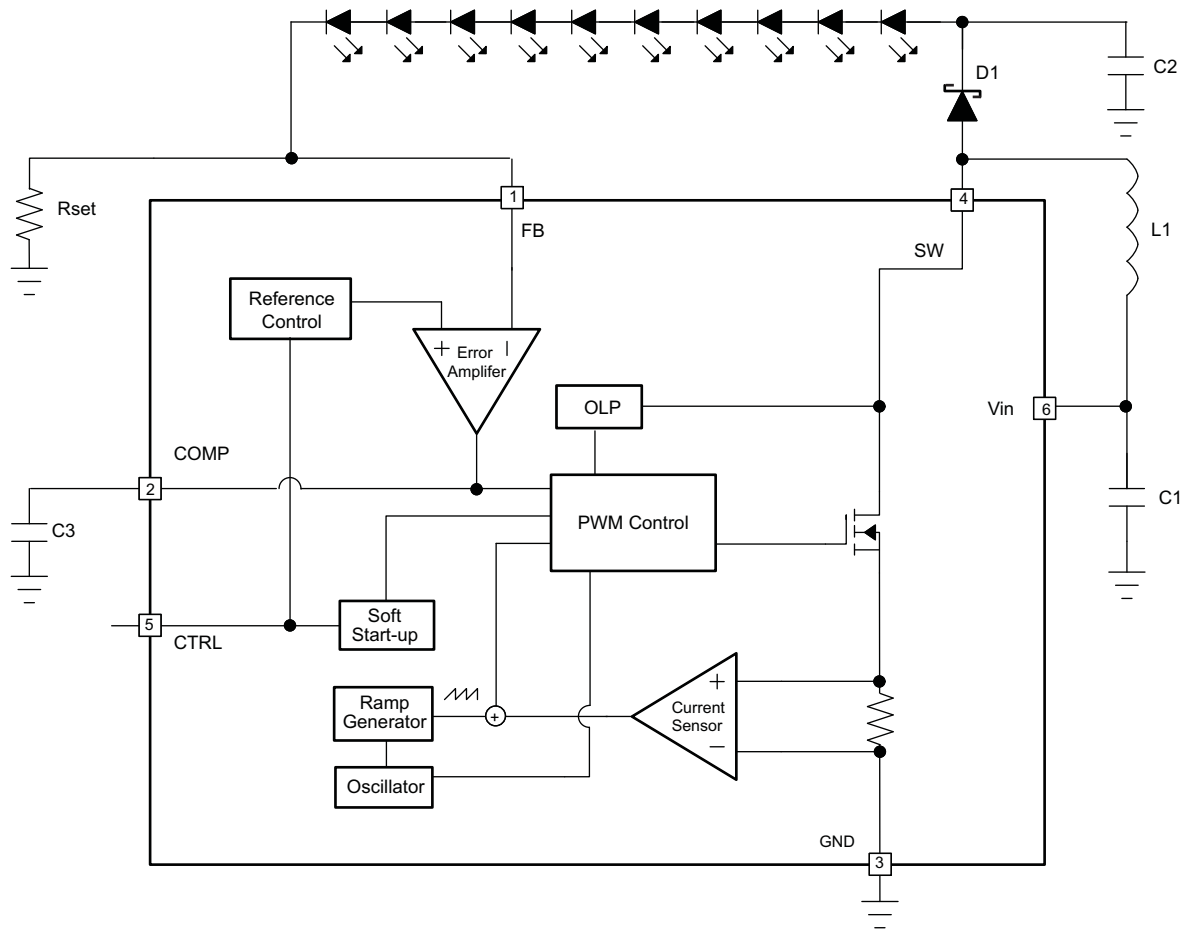 D1
C2
Rset
1
4
FB
SW
L1
Reference
Control
+
Error
Amplifer
OLP
Vin
6
COMP
2
PWM Control
C1
C3
Soft
Start-up
5
CTRL
+
Ramp
Generator
+
Current
Sensor
−
Oscillator
GND
3